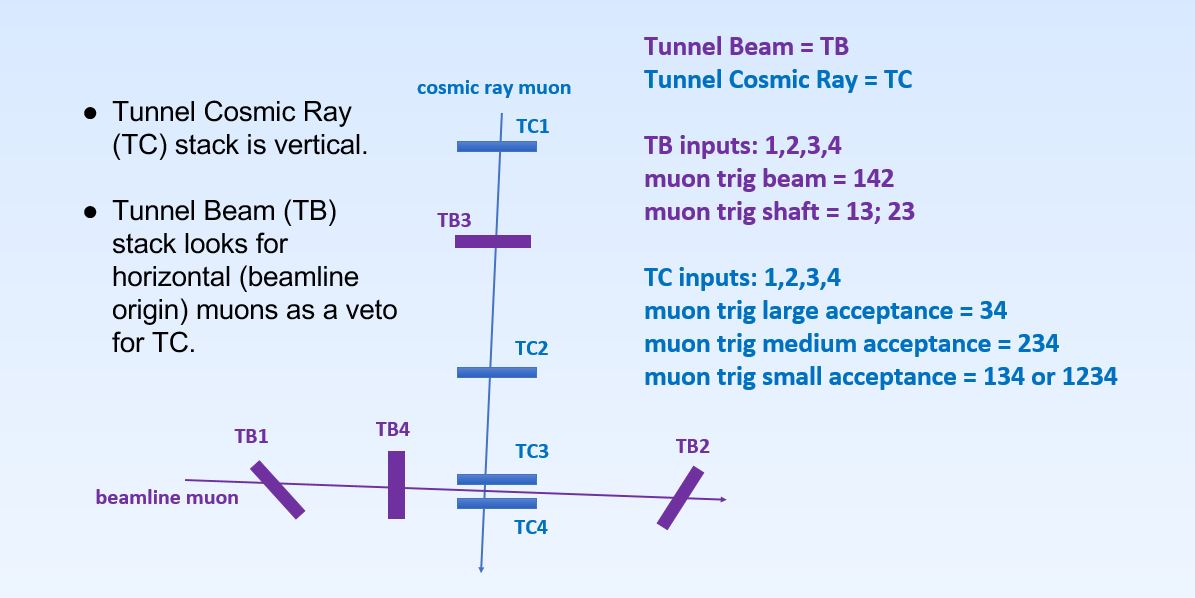 ● Tunnel Cosmic Ray
(TC) stack is vertical.
● Tunnel Beam (TB)
stack looks for
horizontal (beamline
origin) muons as a veto
for TC.
cosmic ray muon
TC1
TB3
TC2
TB1
TB4
TC3
TB2
beamline muon
TC4
Tunnel Beam = TB
Tunnel Cosmic Ray = TC
TB inputs: 1,2,3,4
muon trig beam = 142
muon trig shaft = 13; 23
TC inputs: 1,2,3,4
muon trig large acceptance = 34
muon trig medium acceptance = 234
muon trig small acceptance = 134 or 1234